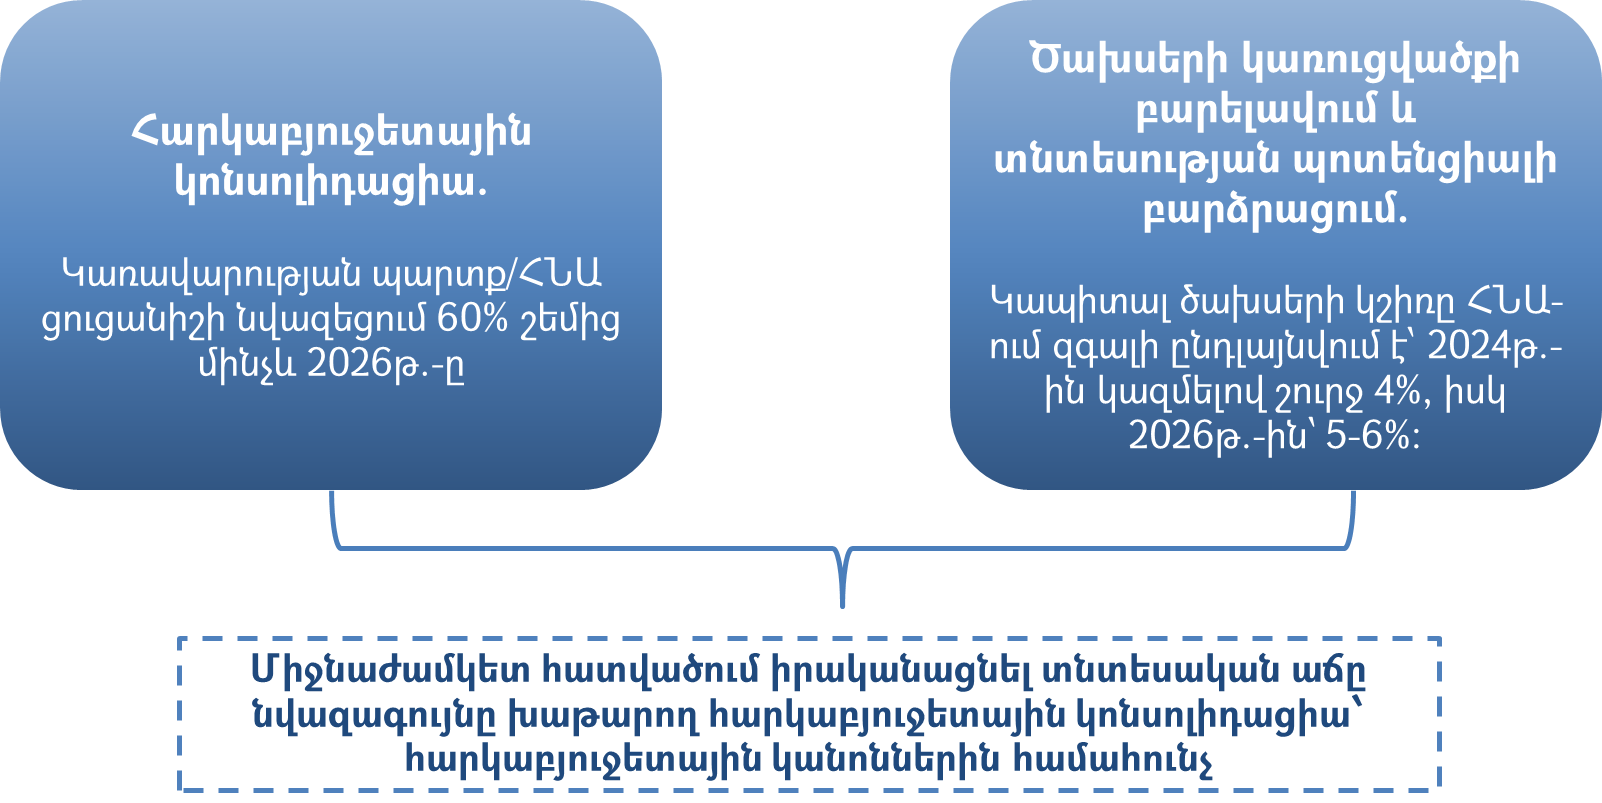 Հարկաբյուջետային
կոնսոլիդացիա.
Կառավարության պարտք/ՀՆԱ
ցուցանիշի նվազեցում 60% շեմից
մինչև 2026թ.-ը
Ծախսերի կառուցվածքի
բարելավում և
տնտեսության պոտենցիալի
բարձրացում.
Կապիտալ ծախսերի կշիռը ՀՆԱ-
ում զգալի ընդլայնվում է՝ 2024թ.-
ին կազմելով շուրջ 4%, իսկ
2026թ.-ին՝ 5-6%:
Միջնաժամկետ հատվածում իրականացնել տնտեսական աճը
նվազագույնը խաթարող հարկաբյուջետային կոնսոլիդացիա՝
հարկաբյուջետային կանոններին համահունչ